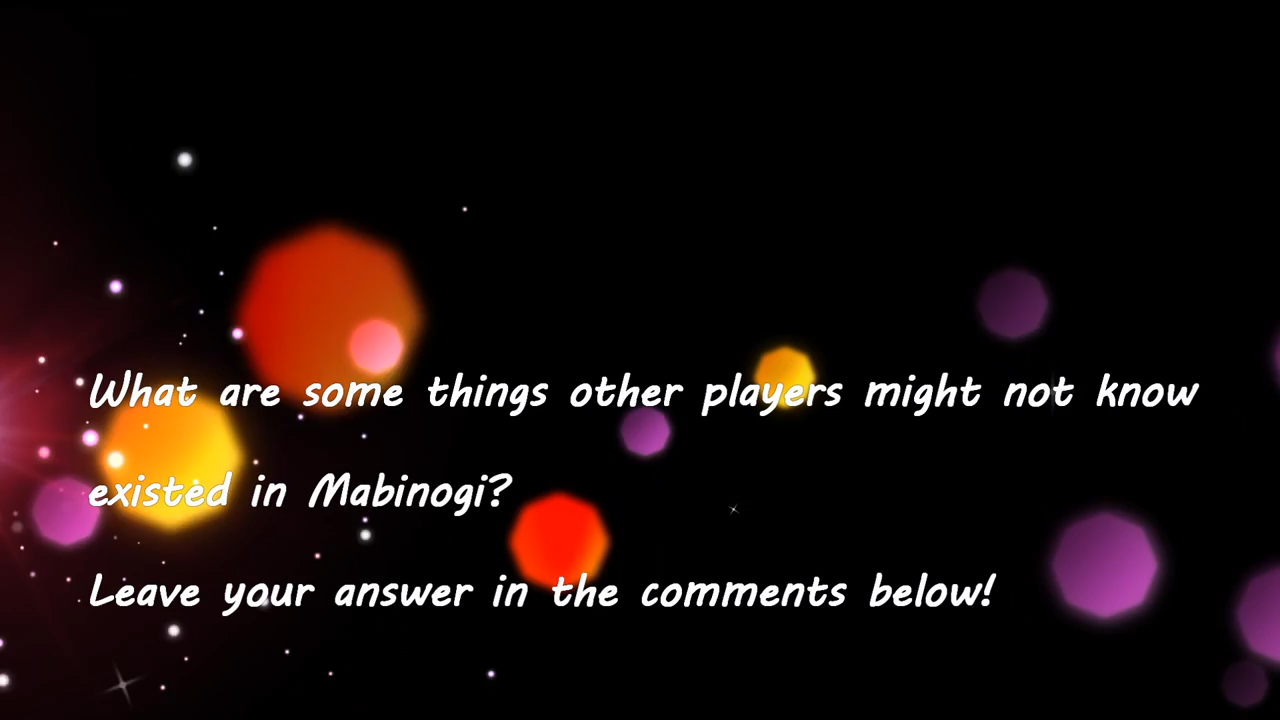 What are some things other players might not know
existed in Mabinogi?
Leave your answer in the comments below!